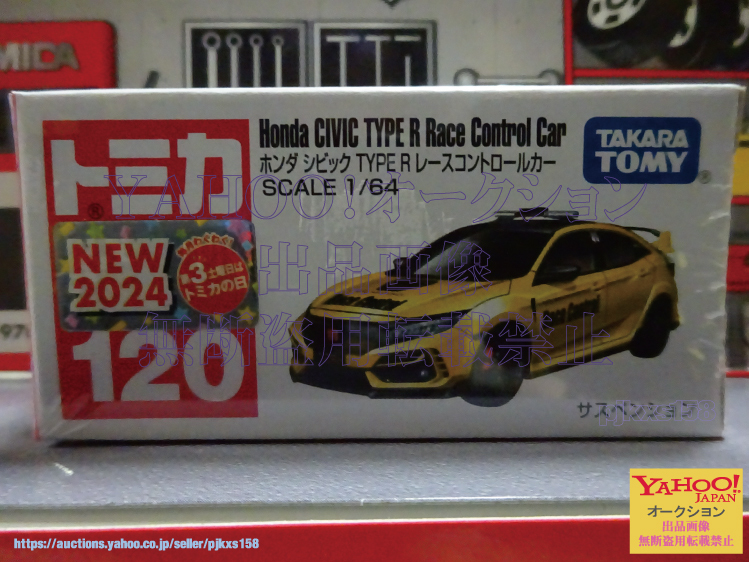 OMICA
Honda CIVIC TYPE R Race Control Car
ホンダ シビック TYPE R レースコントロールカー
SCALE 1/64
TAKARA
TOMY
®
トミカ
®
NEW
2024
第3土曜日は
トミカの日
120
サスペンション
YAHOO!オークション
出品画像
無断盗用転載禁止
YAHOO!
JAPAN
オークション
出品画像
無断盗用転載禁止
https://auctions.yahoo.co.jp/seller/pjkxs158